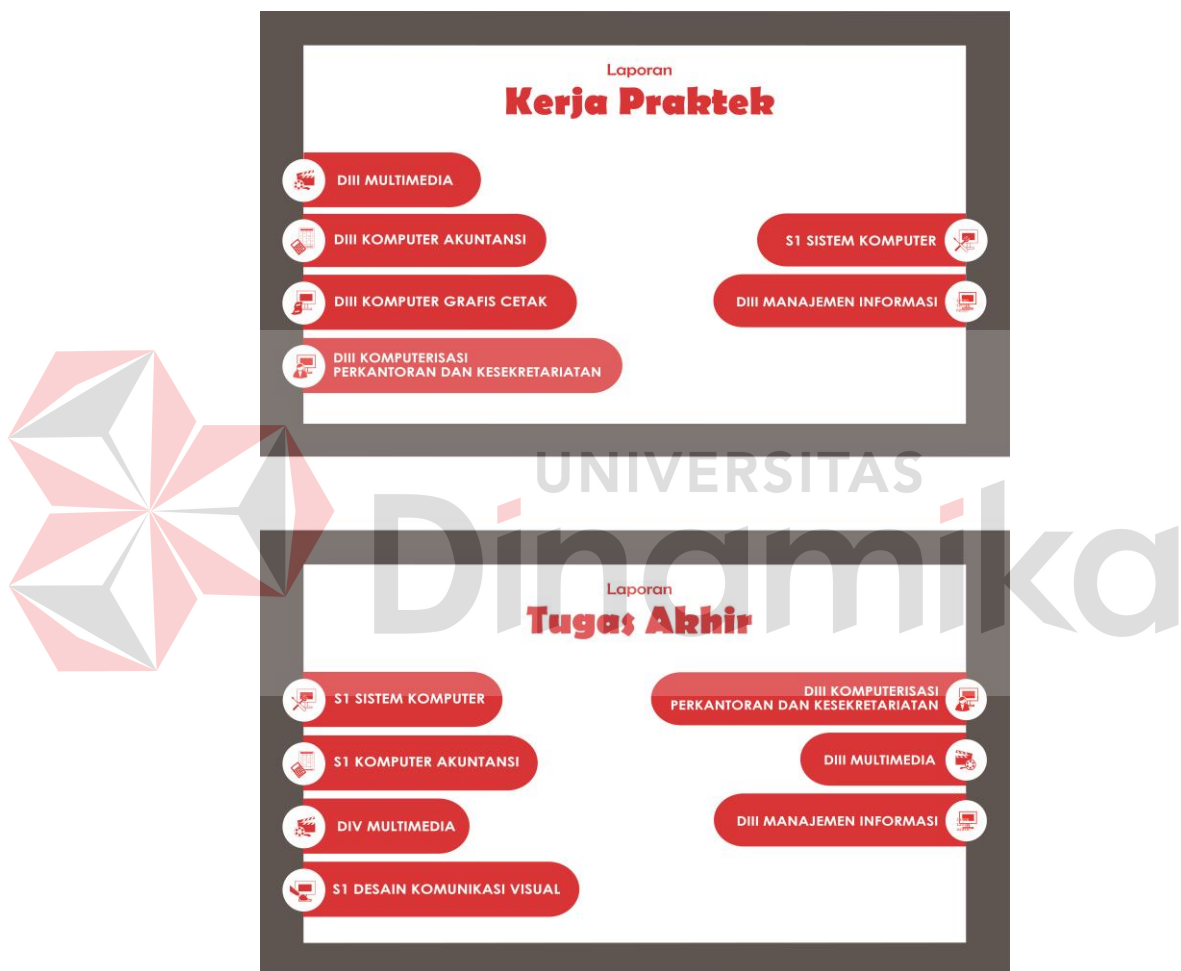 Laporan
Kerja Praktek
DIII MULTIMEDIA
DIII KOMPUTER AKUNTANSI
DIII KOMPUTER GRAFIS CETAK
DIII KOMPUTERISASI
PERKANTORAN DAN KESEKRETARIATAN
S1 SISTEM KOMPUTER
DIII MANAJEMEN INFORMASI
UNIVERSITAS
Dinamika
Laporan
Tugas Akhir
S1 SISTEM KOMPUTER
S1 KOMPUTER AKUNTANSI
DIV MULTIMEDIA
S1 DESAIN KOMUNIKASI VISUAL
DIII KOMPUTERISASI
PERKANTORAN DAN KESEKRETARIATAN
DIII MULTIMEDIA
DIII MANAJEMEN INFORMASI